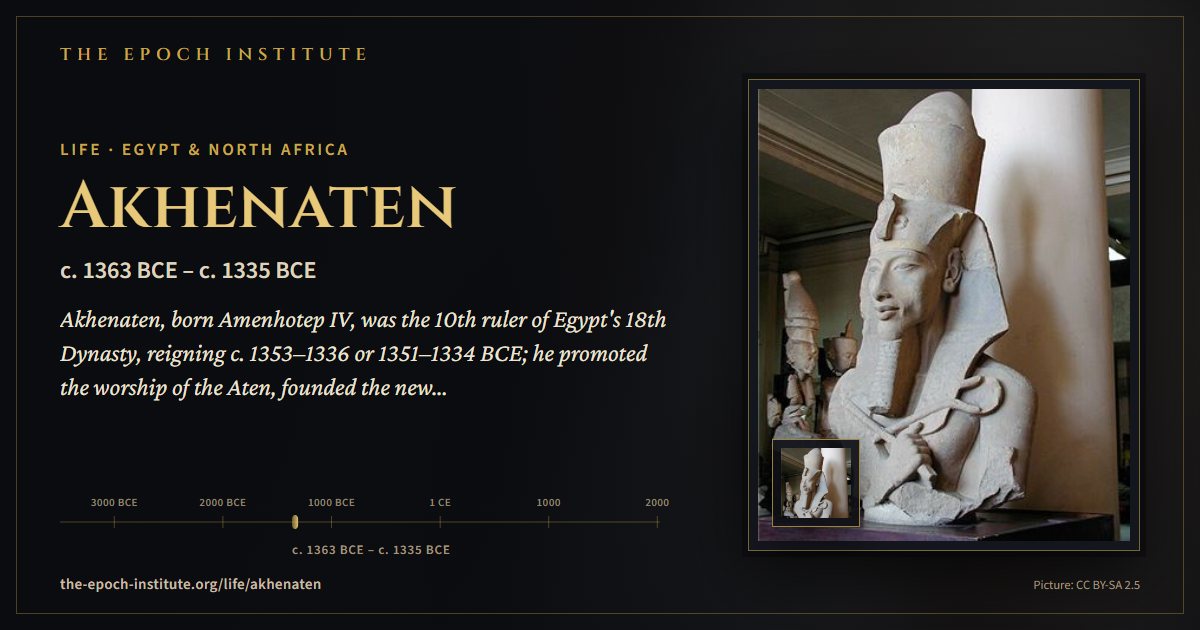 THE EPOCH INSTITUTE
LIFE · EGYPT & NORTH AFRICA
AKHENATEN
c. 1363 BCE – c. 1335 BCE
Akhenaten, born Amenhotep IV, was the 10th ruler of Egypt's 18th
Dynasty, reigning c. 1353–1336 or 1351–1334 BCE; he promoted
the worship of the Aten, founded the new...
3000 BCE 2000 BCE 1000 BCE 1 CE 1000 2000
c. 1363 BCE – c. 1335 BCE
the-epoch-institute.org/life/akhenaten
Picture: CC BY-SA 2.5